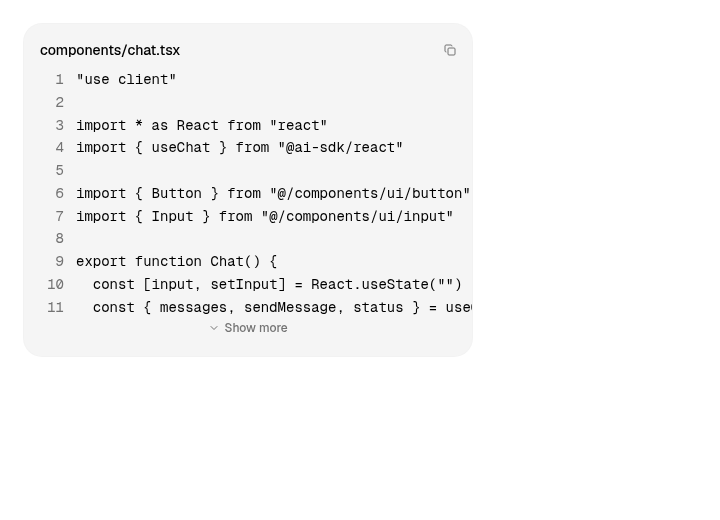 components/chat.tsx
1 "use client"
2
3 import * as React from "react"
4 import { useChat } from "@ai-sdk/react"
5
6 import { Button } from "@/components/ui/button"
7 import { Input } from "@/components/ui/input"
8
9 export function Chat() {
10   const [input, setInput] = React.useState("")
11   const { messages, sendMessage, status } = use
Show more